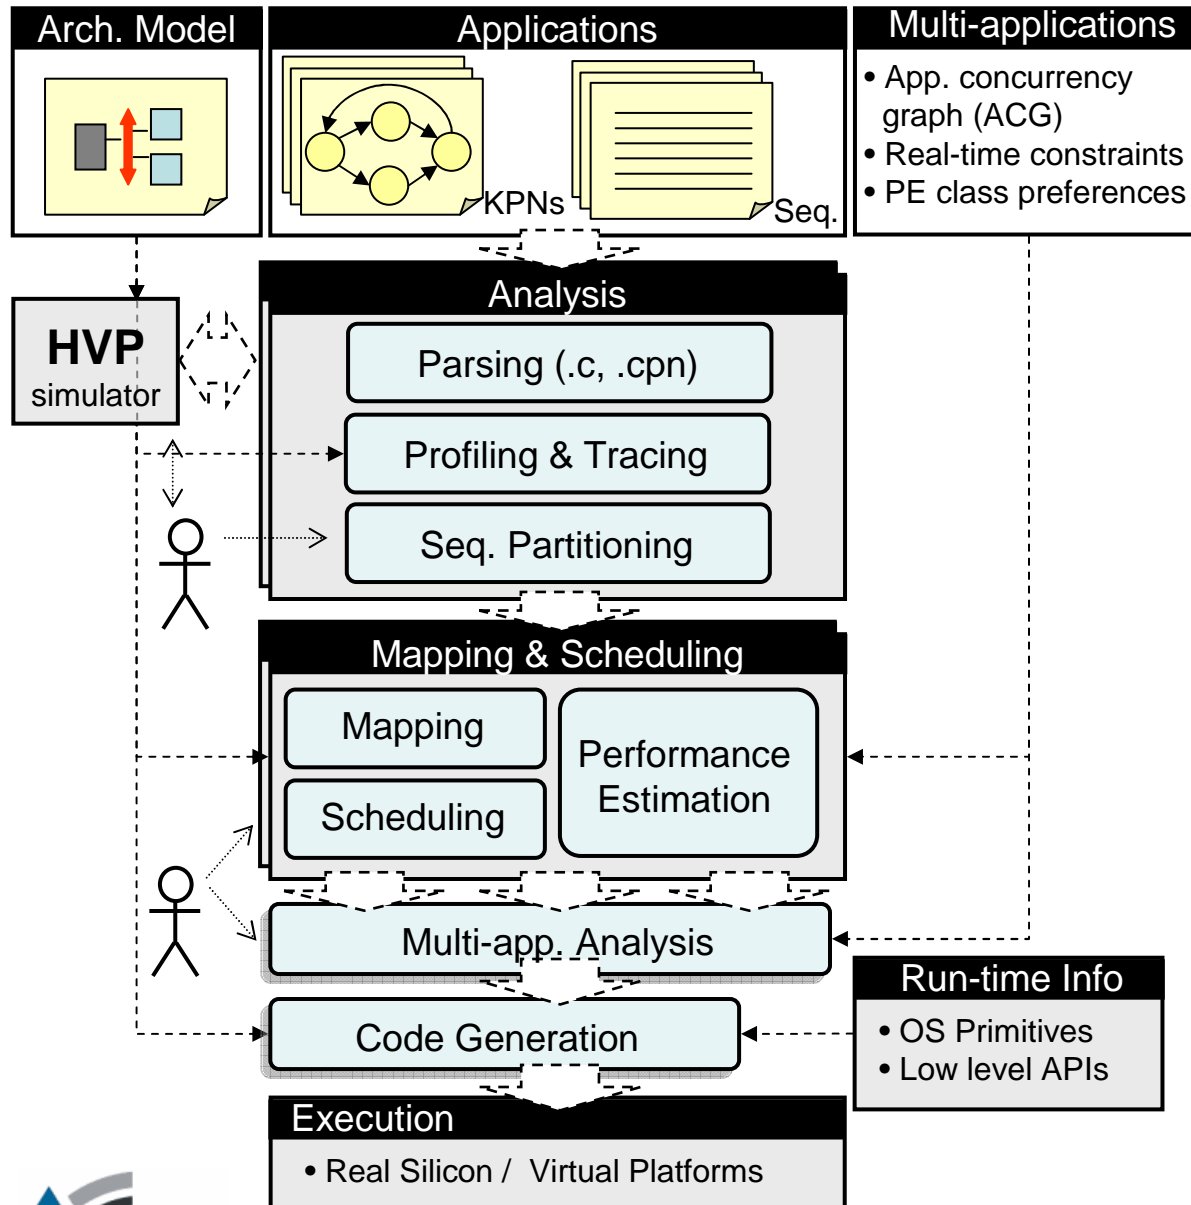 Arch. Model
Applications
KPNs
Seq.
Multi-applications
• App. concurrency
graph (ACG)
• Real-time constraints
• PE class preferences
HVP
simulator
Analysis
Parsing (.c, .cpn)
Profiling & Tracing
Seq. Partitioning
Mapping & Scheduling
Mapping
Scheduling
Performance
Estimation
Multi-app. Analysis
Code Generation
Run-time Info
• OS Primitives
• Low level APIs
Execution
• Real Silicon / Virtual Platforms